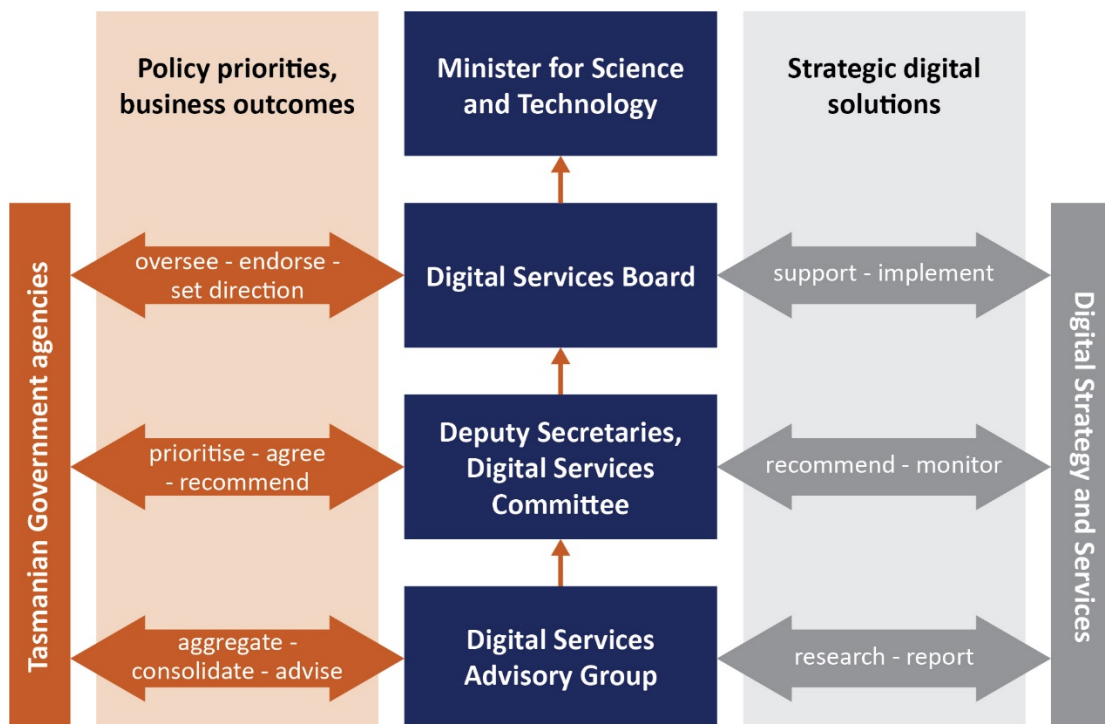 Policy priorities,
business outcomes
Minister for Science
and Technology
Strategic digital
solutions
Tasmanian Government agencies
oversee - endorse -
set direction
Digital Services Board
support - implement
Digital Strategy and Services
prioritise - agree
- recommend
Deputy Secretaries,
Digital Services
Committee
recommend - monitor
aggregate -
consolidate - advise
Digital Services
Advisory Group
research - report